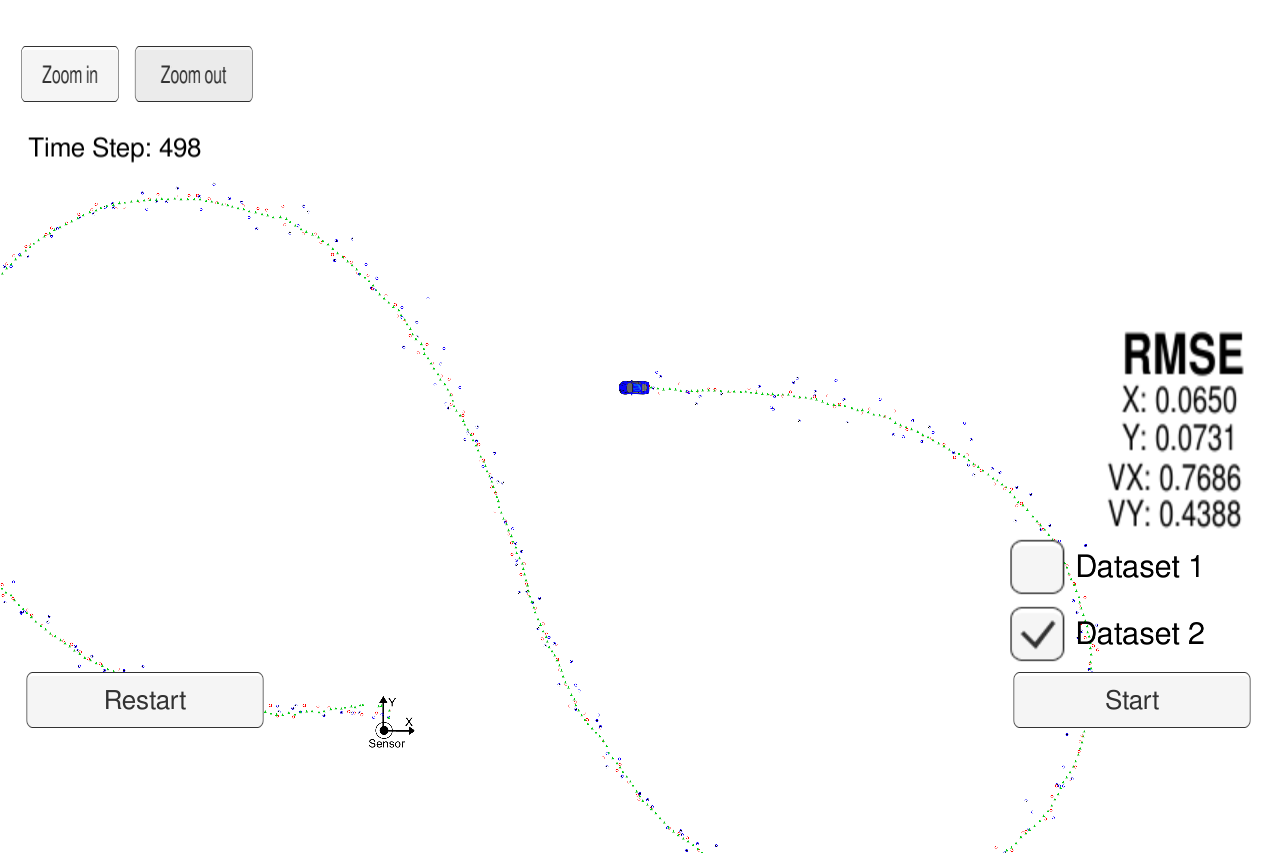 Zoom in
Zoom out
Time Step: 498
RMSE
X: 0.0650
Y: 0.0731
VX: 0.7686
VY: 0.4388
Dataset 1
Dataset 2
Restart
Start
Y
X
Sensor